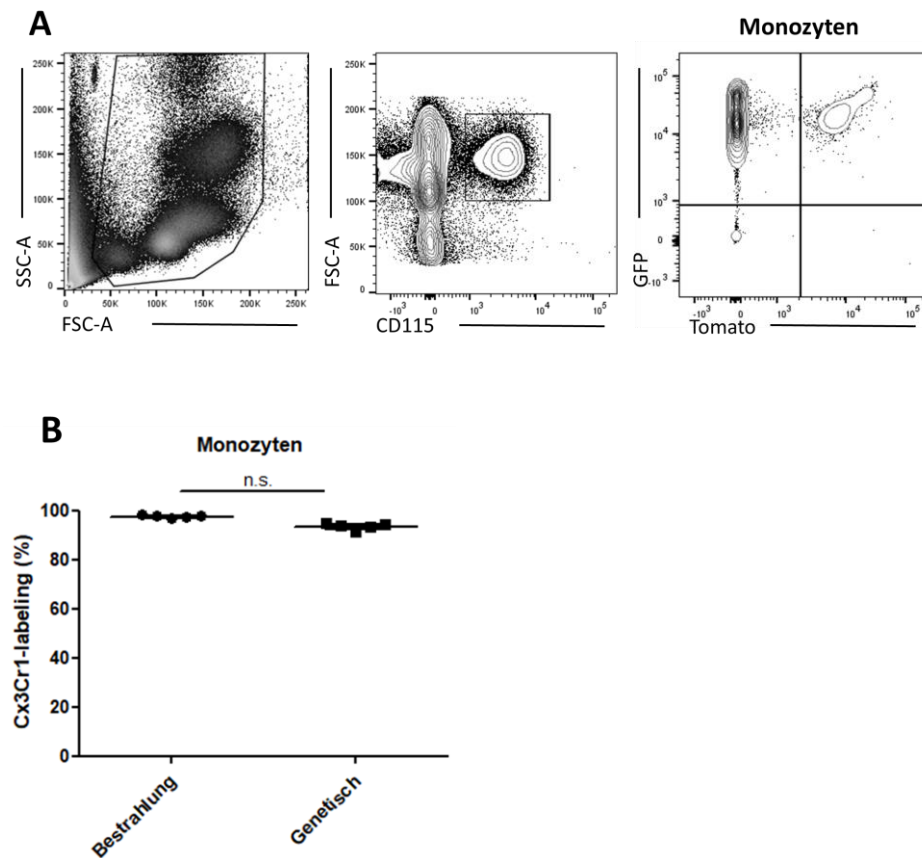 A
Monozyten
SSC-A
250K
200K
150K
100K
50K
0
0 50K 100K 150K 200K 250K
FSC-A
FSC-A
250K
200K
150K
100K
50K
0
-10³ 0 10³ 10⁴ 10⁵
CD115
GFP
10⁵
10⁴
10³
0
-10³
-10³ 0 10³ 10⁴ 10⁵
Tomato
B
Monozyten
n.s.
Cx3Cr1-labeling (%)
100
80
60
40
20
0
Bestrahlung
Genetisch